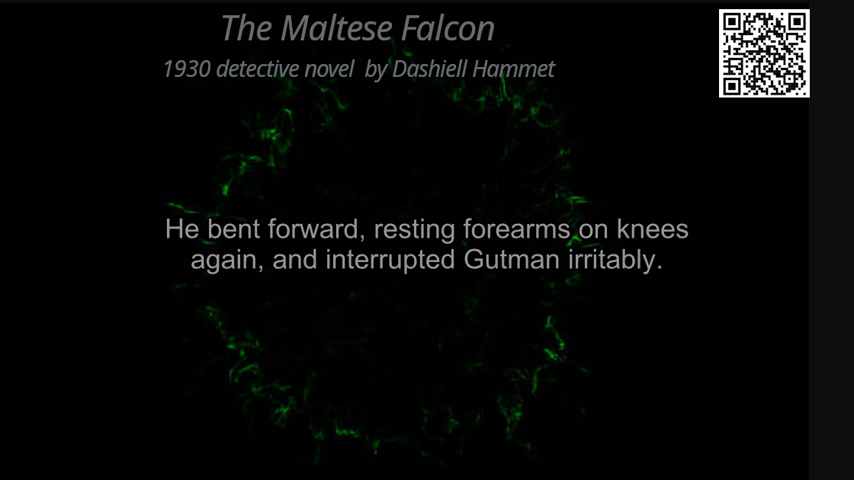 The Maltese Falcon
1930 detective novel by Dashiell Hammet
He bent forward, resting forearms on knees
again, and interrupted Gutman irritably.